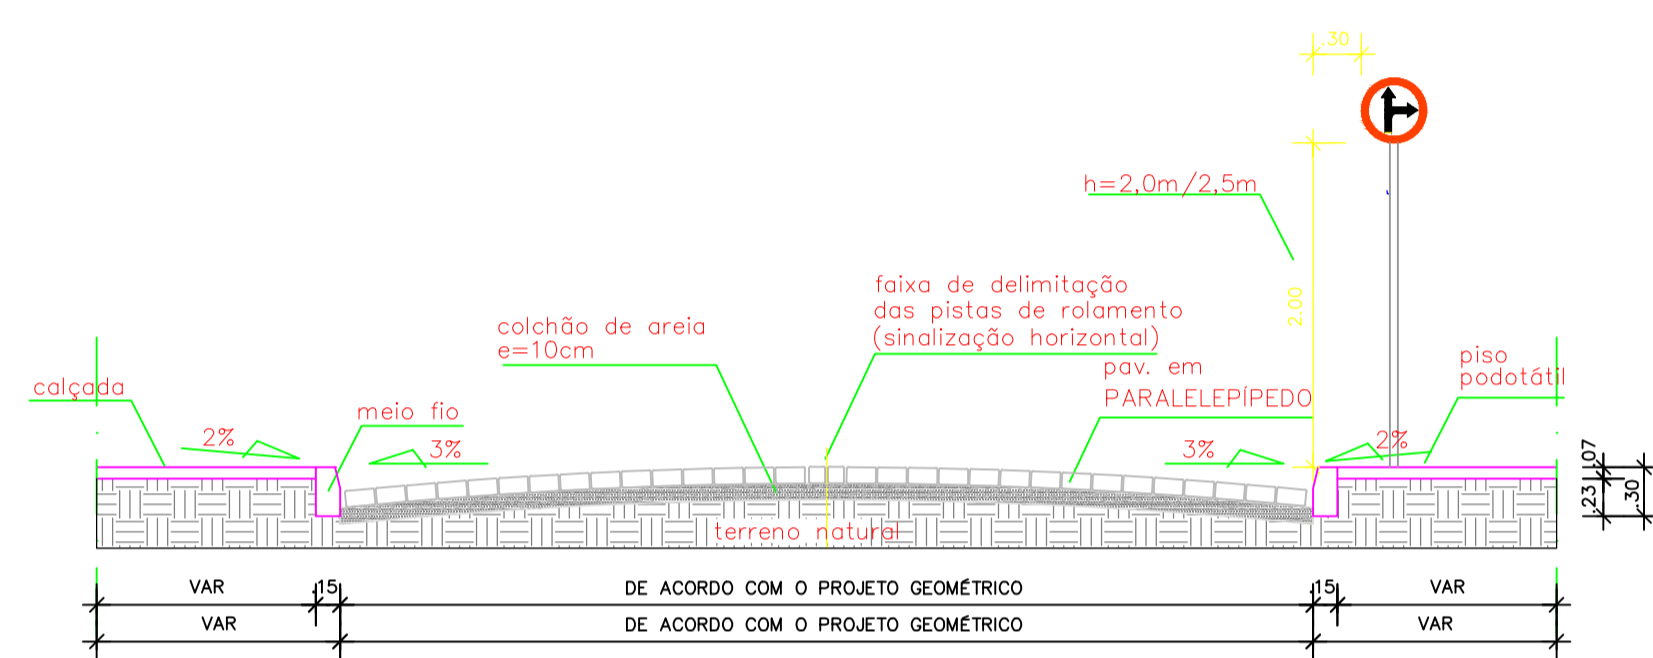 .30
h=2,0m/2,5m
faixa de delimitação
das pistas de rolamento
(sinalização horizontal)
2.00
colchão de areia
e=10cm
pav. em
PARALELEPÍPEDO
piso
podotátil
calçada
meio fio
2%
3%
3%
2%
.07
.23
.30
terreno natural
VAR
.15
DE ACORDO COM O PROJETO GEOMÉTRICO
.15
VAR
VAR
DE ACORDO COM O PROJETO GEOMÉTRICO
VAR